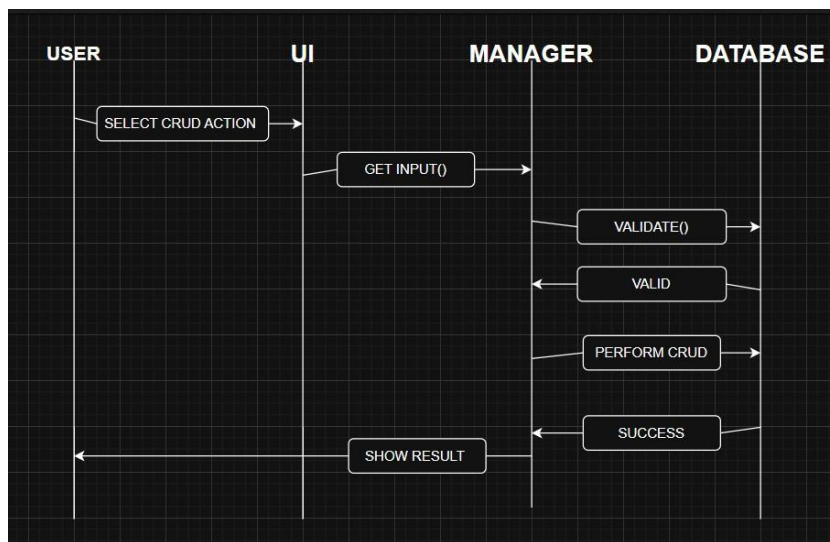 USER
UI
MANAGER
DATABASE
SELECT CRUD ACTION
GET INPUT()
VALIDATE()
VALID
PERFORM CRUD
SUCCESS
SHOW RESULT